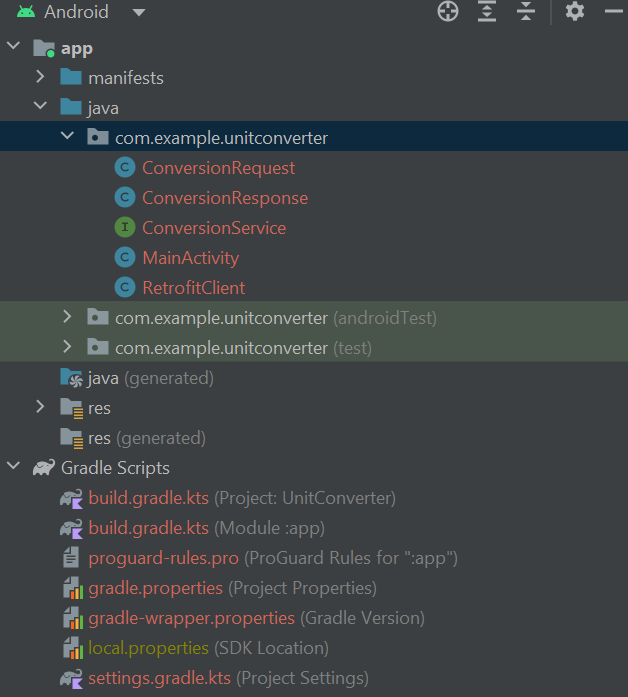 Android
app
manifests
java
com.example.unitconverter
C ConversionRequest
C ConversionResponse
I ConversionService
C MainActivity
C RetrofitClient
com.example.unitconverter (androidTest)
com.example.unitconverter (test)
java (generated)
res
res (generated)
Gradle Scripts
build.gradle.kts (Project: UnitConverter)
build.gradle.kts (Module :app)
proguard-rules.pro (ProGuard Rules for ":app")
gradle.properties (Project Properties)
gradle-wrapper.properties (Gradle Version)
local.properties (SDK Location)
settings.gradle.kts (Project Settings)